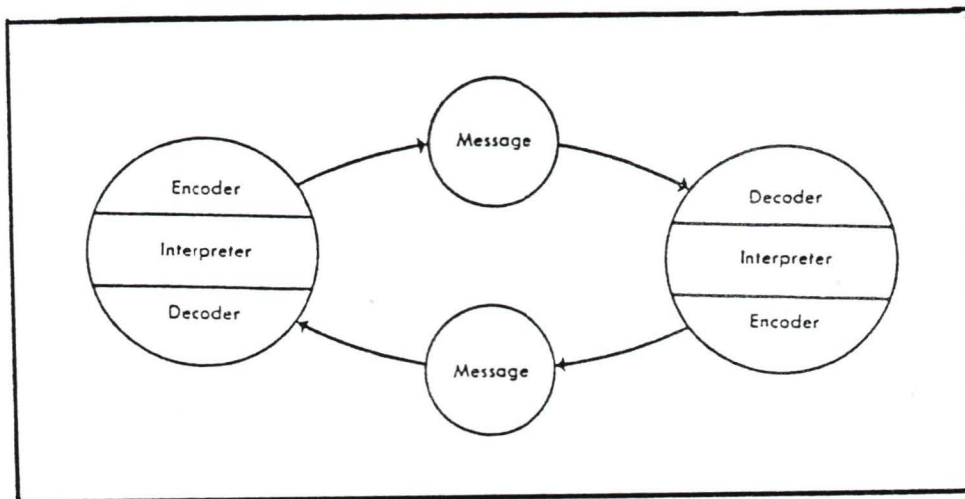 Message
Encoder
Interpreter
Decoder
Decoder
Interpreter
Encoder
Message